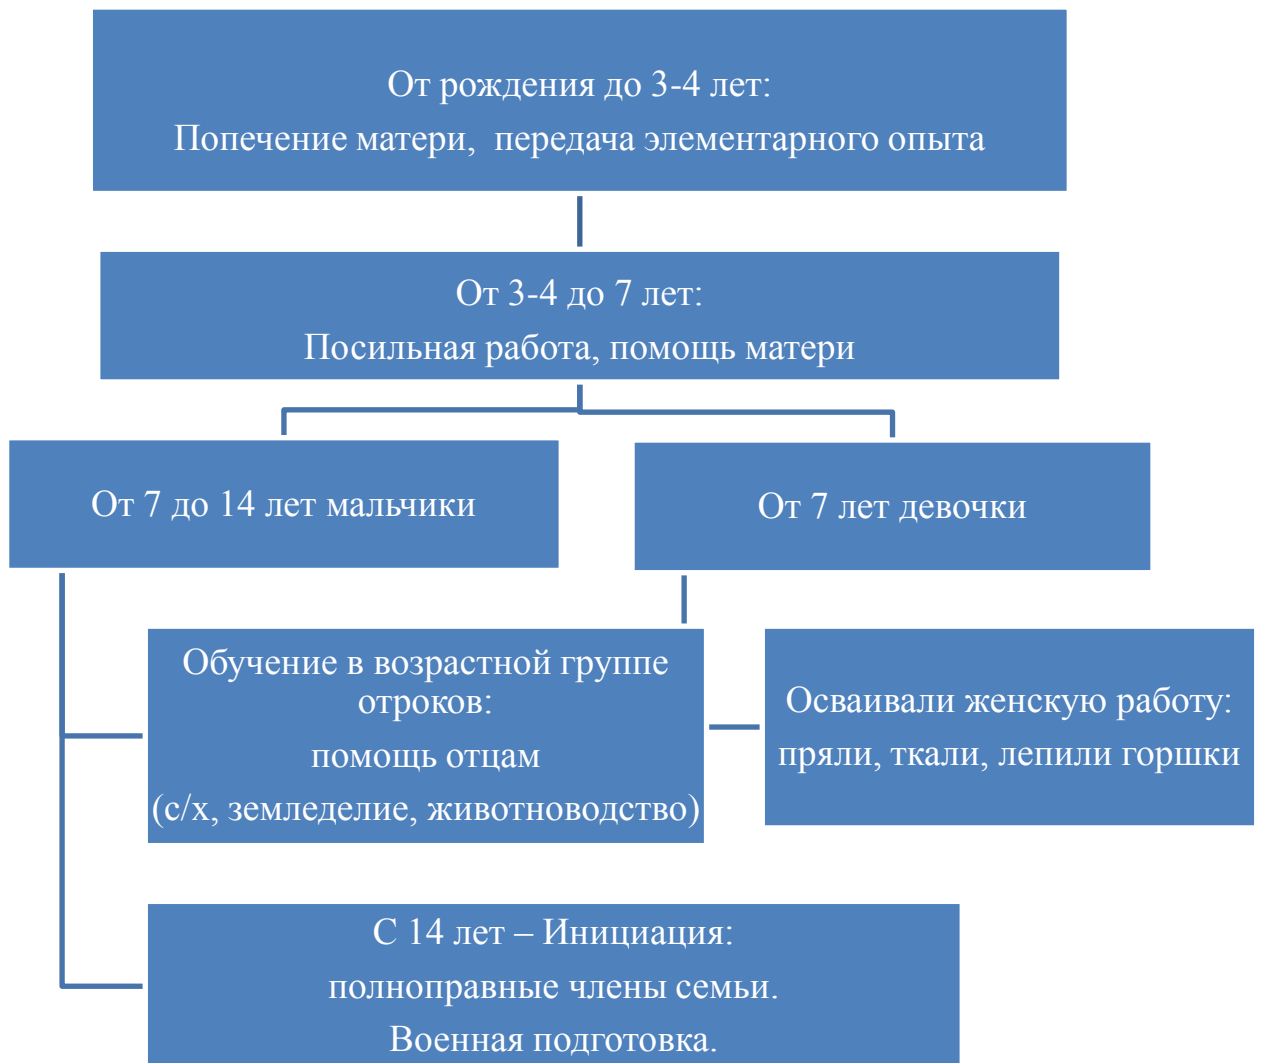 От рождения до 3-4 лет:
Попечение матери, передача элементарного опыта
От 3-4 до 7 лет:
Посильная работа, помощь матери
От 7 до 14 лет мальчики
От 7 лет девочки
Обучение в возрастной группе
отроков:
помощь отцам
(с/х, земледелие, животноводство)
Осваивали женскую работу:
пряли, ткали, лепили горшки
С 14 лет – Инициация:
полноправные члены семьи.
Военная подготовка.